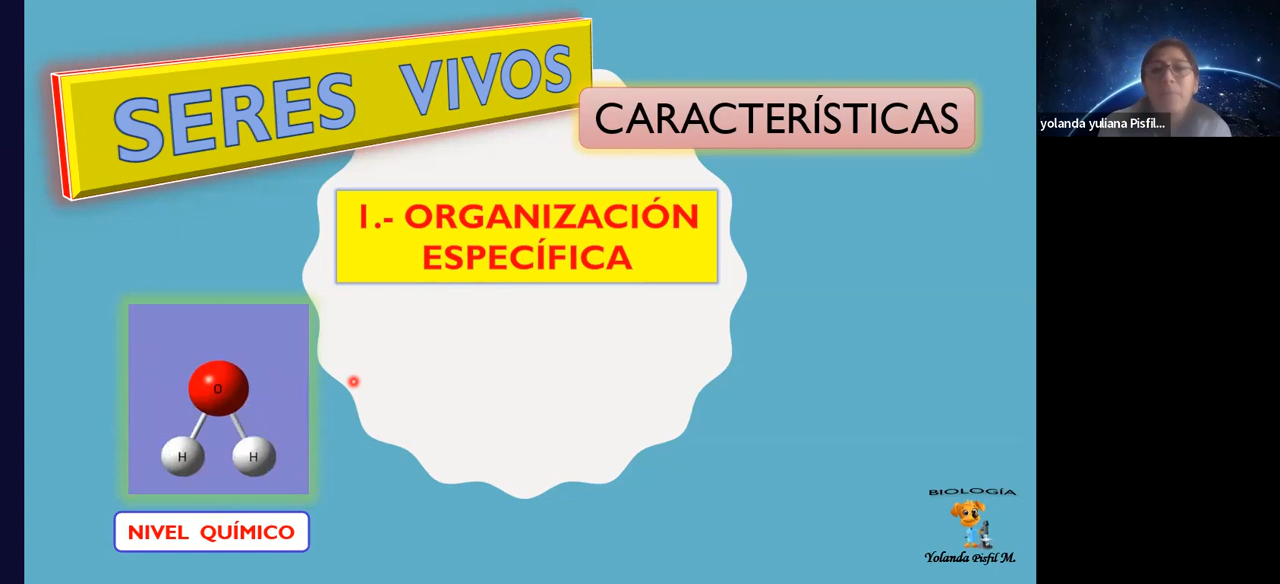 SERES VIVOS
CARACTERÍSTICAS
1.- ORGANIZACIÓN
ESPECÍFICA
O
H H
NIVEL QUÍMICO
BIOLOGÍA
Yolanda Pisfil M.
yolanda yuliana Pisfil...